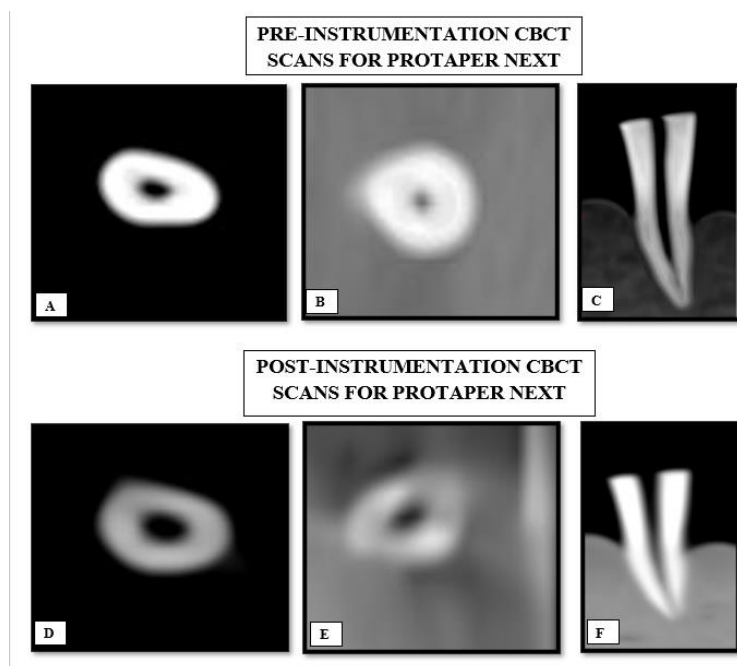 PRE-INSTRUMENTATION CBCT
SCANS FOR PROTAPER NEXT
A
B
C
POST-INSTRUMENTATION CBCT
SCANS FOR PROTAPER NEXT
D
E
F